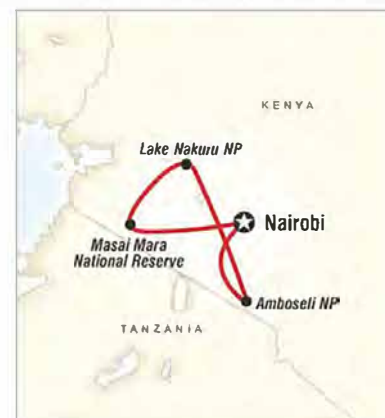 KENYA
Lake Nakuru NP
Nairobi
Masai Mara
National Reserve
Amboseli NP
TANZANIA